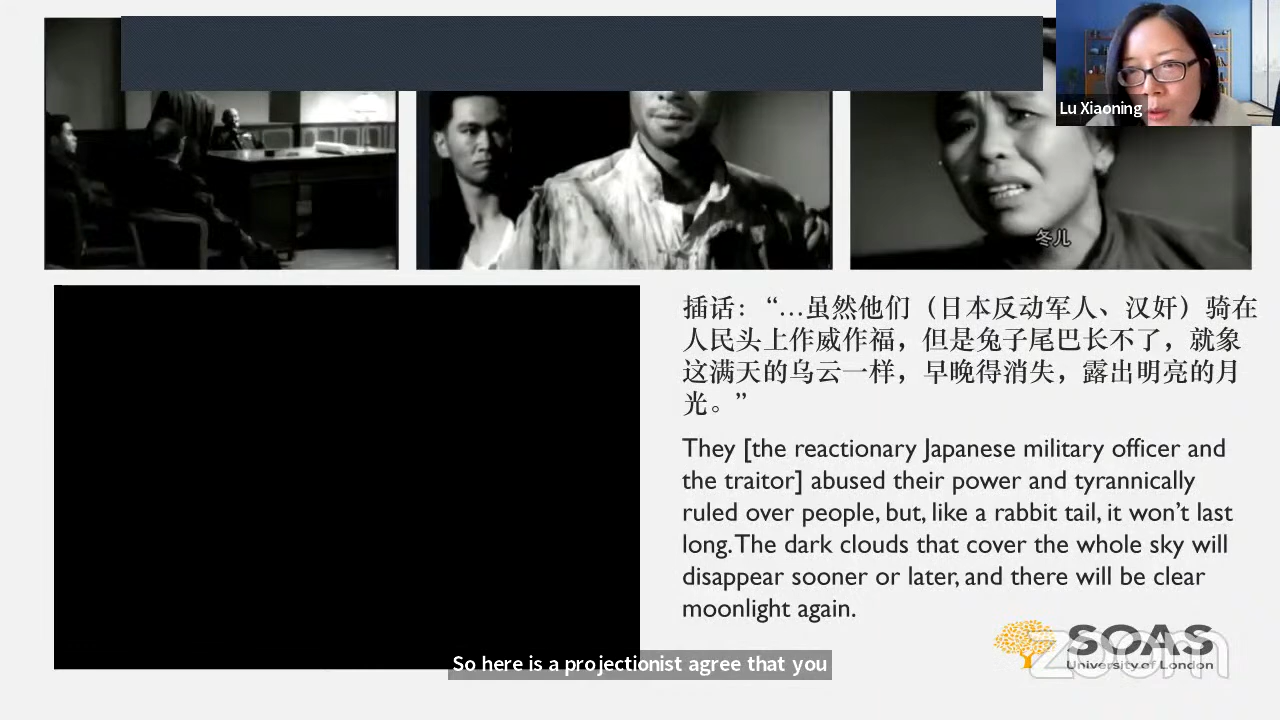 Lu Xiaoning
冬儿
插话：“…虽然他们（日本反动军人、汉奸）骑在
人民头上作威作福，但是兔子尾巴长不了，就象
这满天的乌云一样，早晚得消失，露出明亮的月
光。”
They [the reactionary Japanese military officer and
the traitor] abused their power and tyrannically
ruled over people, but, like a rabbit tail, it won’t last
long. The dark clouds that cover the whole sky will
disappear sooner or later, and there will be clear
moonlight again.
SOAS
University of London
zoom
So here is a projectionist agree that you